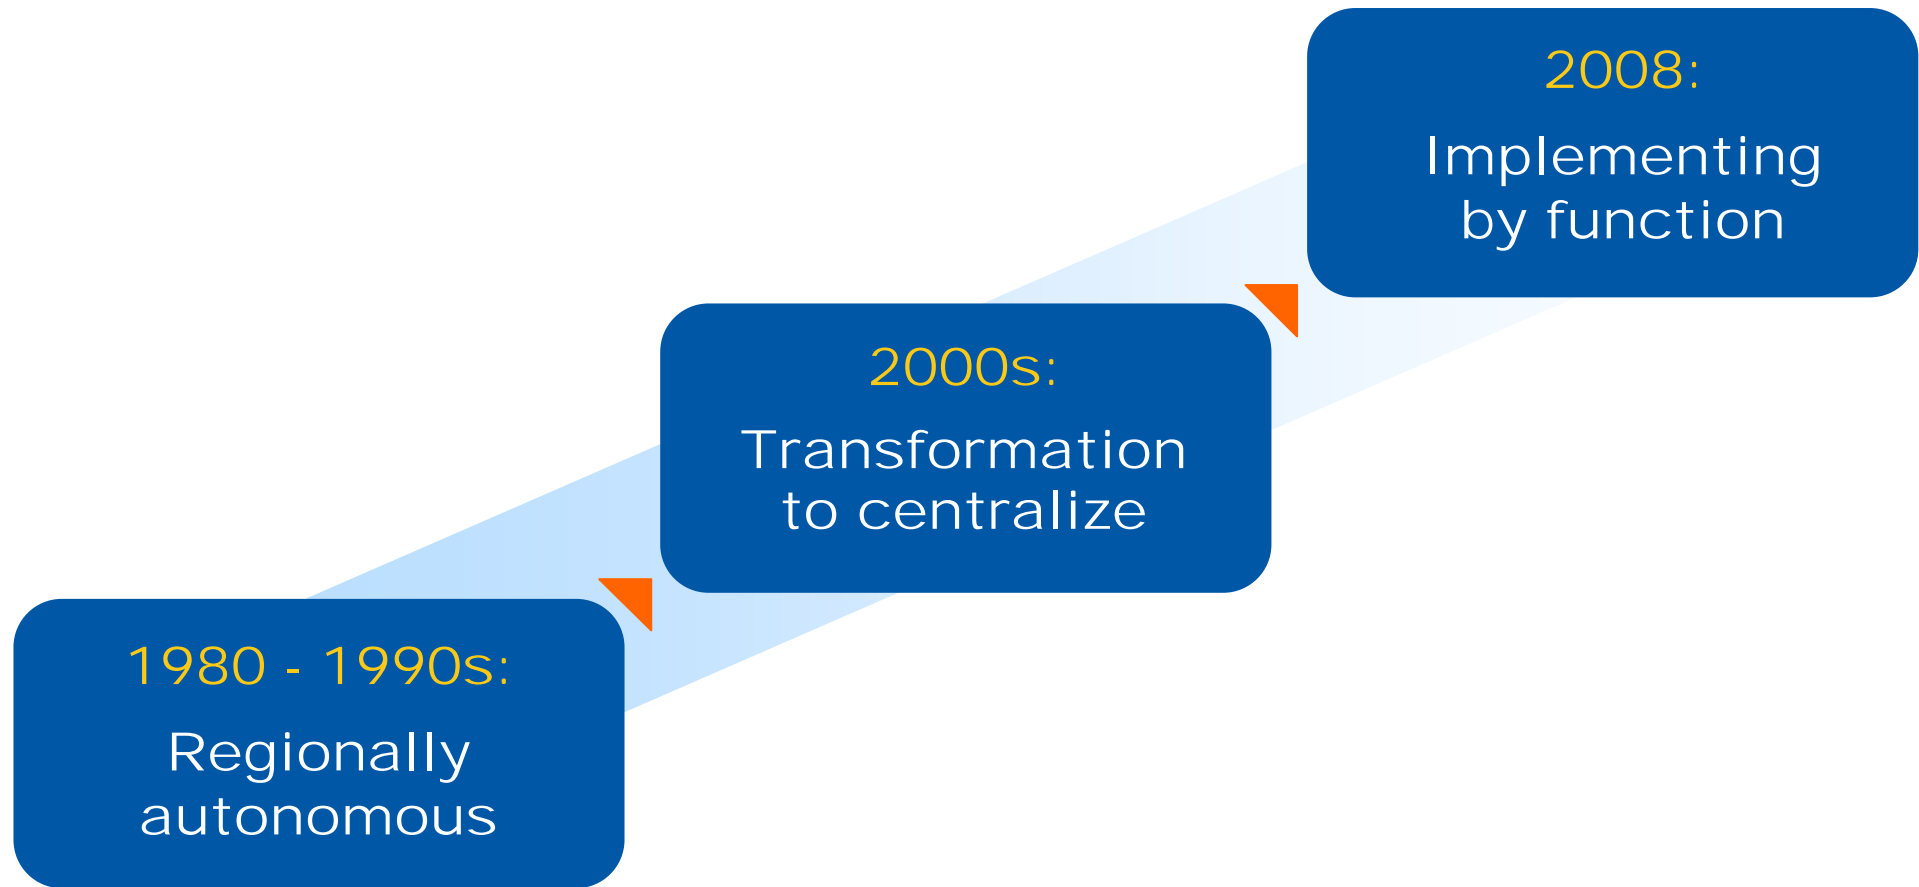 2008:
Implementing
by function
2000s:
Transformation
to centralize
1980 - 1990s:
Regionally
autonomous